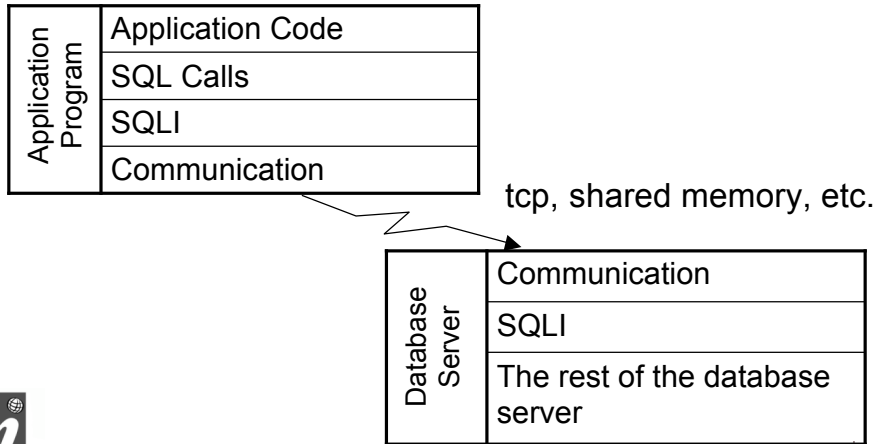 Application
Program
Application Code
SQL Calls
SQLI
Communication
tcp, shared memory, etc.
Database
Server
Communication
SQLI
The rest of the database
server